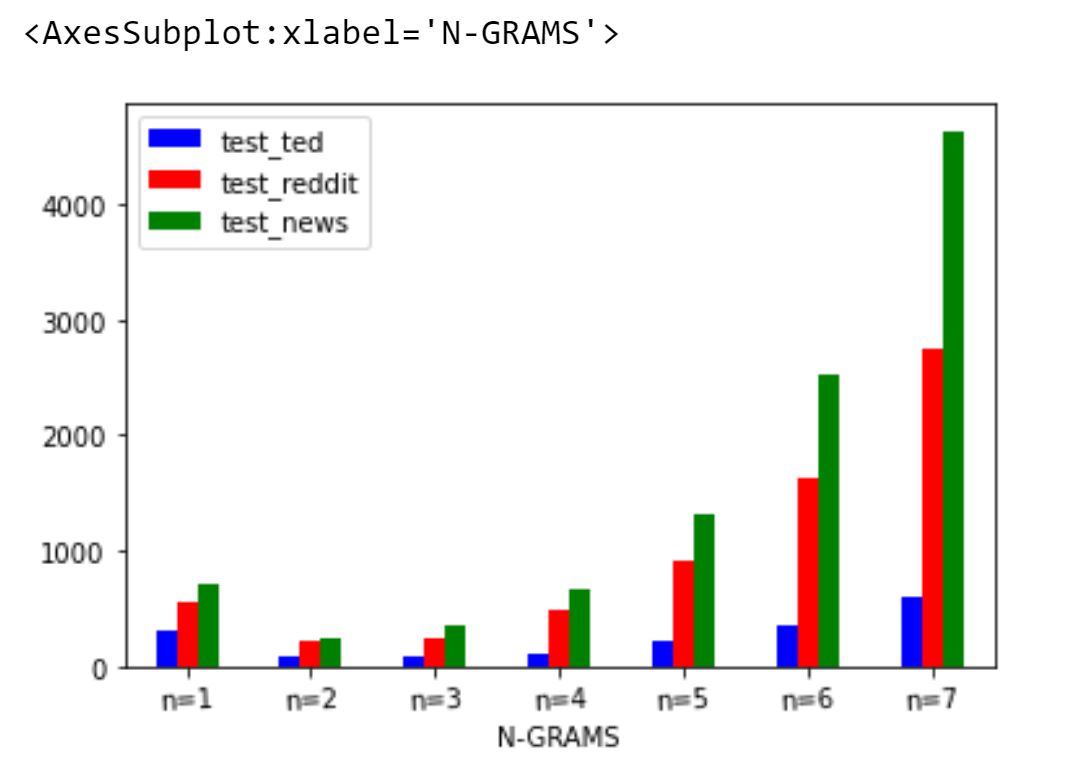 <AxesSubplot:xlabel='N-GRAMS'>
test_ted
test_reddit
test_news
4000
3000
2000
1000
0
n=1 n=2 n=3 n=4 n=5 n=6 n=7
N-GRAMS